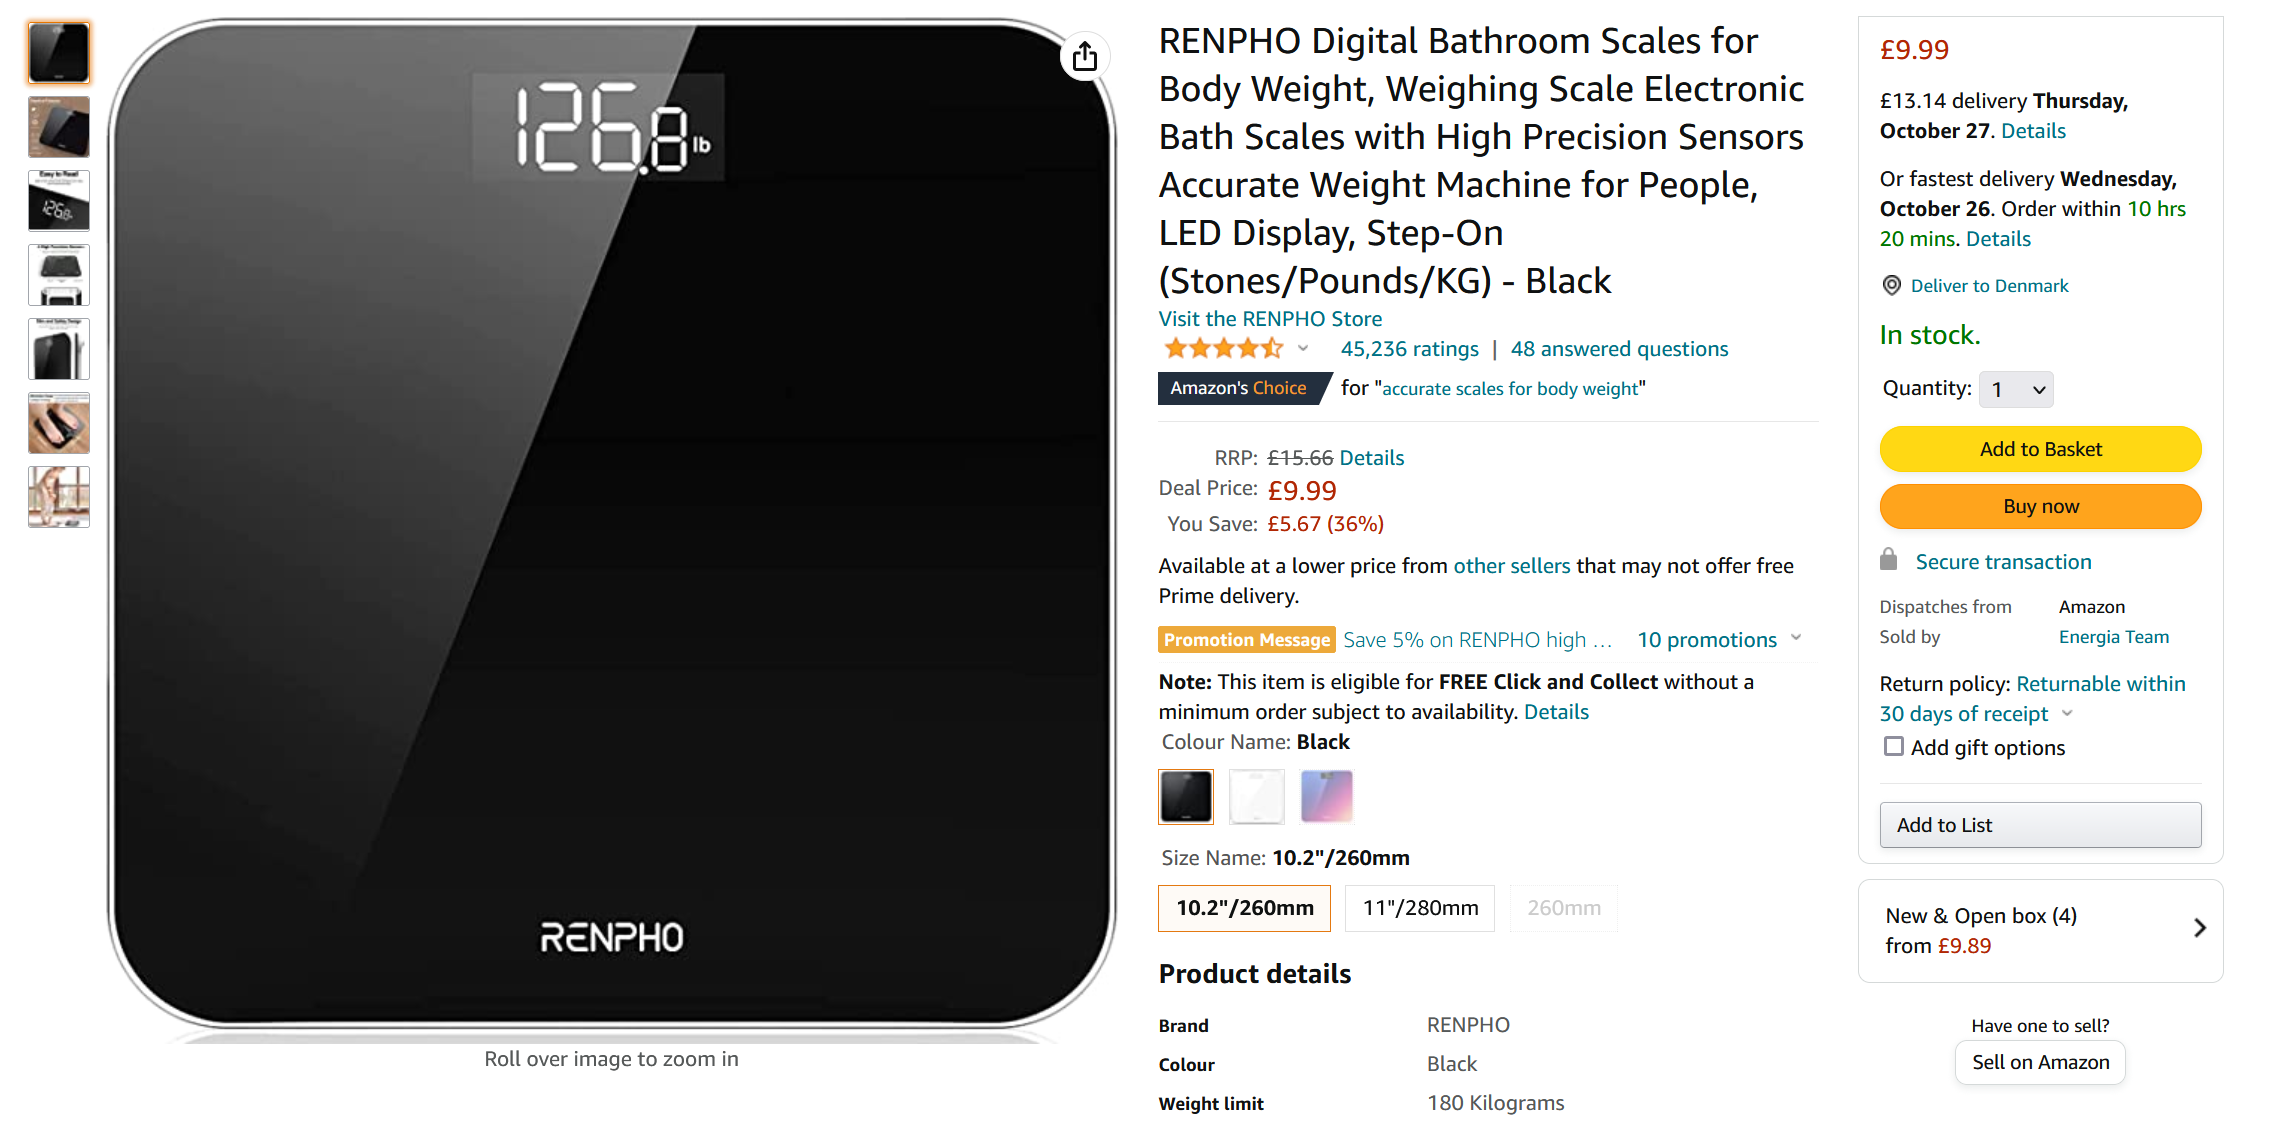 126.8 lb
RENPHO
Roll over image to zoom in
Easy to Read
126.8
RENPHO Digital Bathroom Scales for
Body Weight, Weighing Scale Electronic
Bath Scales with High Precision Sensors
Accurate Weight Machine for People,
LED Display, Step-On
(Stones/Pounds/KG) - Black
Visit the RENPHO Store
45,236 ratings | 48 answered questions
Amazon's Choice for "accurate scales for body weight"
RRP: £15.66 Details
Deal Price: £9.99
You Save: £5.67 (36%)
Available at a lower price from other sellers that may not offer free
Prime delivery.
Promotion Message Save 5% on RENPHO high ... 10 promotions
Note: This item is eligible for FREE Click and Collect without a
minimum order subject to availability. Details
Colour Name: Black
Size Name: 10.2"/260mm
10.2"/260mm 11"/280mm 260mm
Product details
Brand RENPHO
Colour Black
Weight limit 180 Kilograms
£9.99
£13.14 delivery Thursday,
October 27. Details
Or fastest delivery Wednesday,
October 26. Order within 10 hrs
20 mins. Details
Deliver to Denmark
In stock.
Quantity: 1
Add to Basket
Buy now
Secure transaction
Dispatches from Amazon
Sold by Energia Team
Return policy: Returnable within
30 days of receipt
Add gift options
Add to List
New & Open box (4)
from £9.89
Have one to sell?
Sell on Amazon